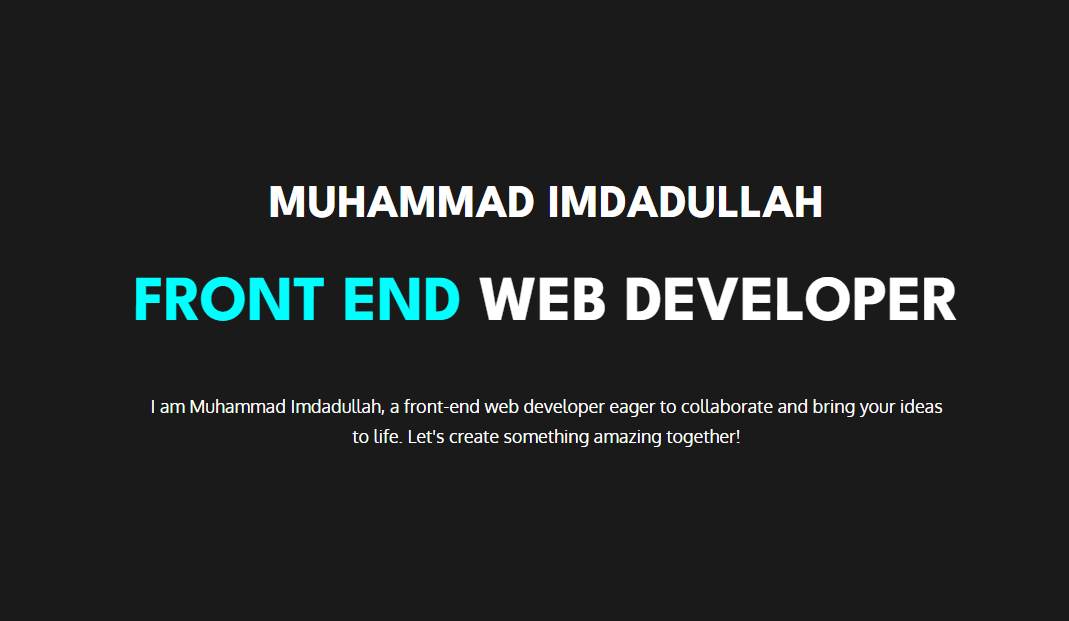 MUHAMMAD IMDADULLAH
FRONT END WEB DEVELOPER
I am Muhammad Imdadullah, a front-end web developer eager to collaborate and bring your ideas
to life. Let's create something amazing together!